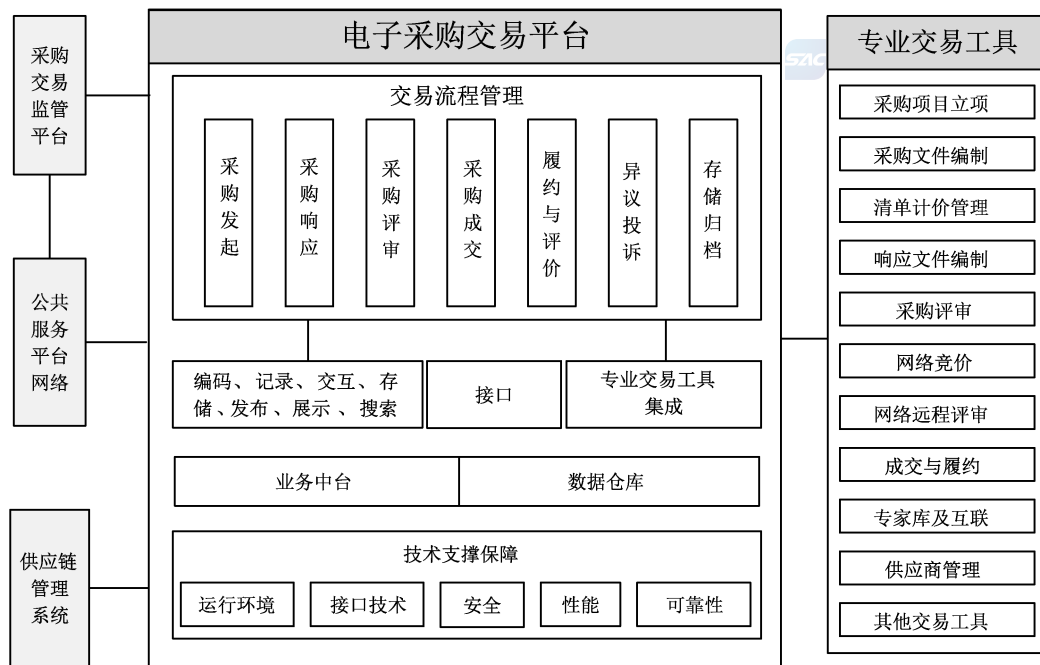 采购
交易
监管
平台
公共
服务
平台
网络
供应链
管理
系统
电子采购交易平台
交易流程管理
采购发起
采购响应
采购评审
采购成交
履约与评价
异议投诉
存储归档
编码、记录、交互、存
储、发布、展示、搜索
接口
专业交易工具
集成
业务中台
数据仓库
技术支撑保障
运行环境
接口技术
安全
性能
可靠性
SAC
专业交易工具
采购项目立项
采购文件编制
清单计价管理
响应文件编制
采购评审
网络竞价
网络远程评审
成交与履约
专家库及互联
供应商管理
其他交易工具